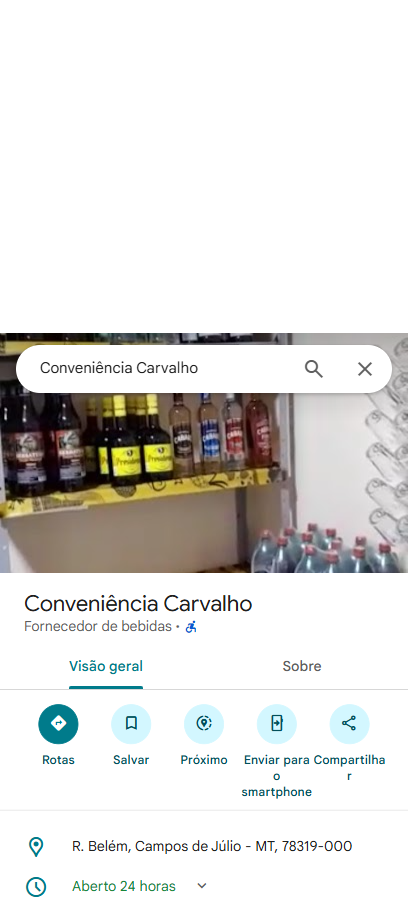 Conveniência Carvalho
Conveniência Carvalho
Fornecedor de bebidas ·
Visão geral
Sobre
Rotas
Salvar
Próximo
Enviar para
o
smartphone
Compartilha
r
R. Belém, Campos de Júlio - MT, 78319-000
Aberto 24 horas